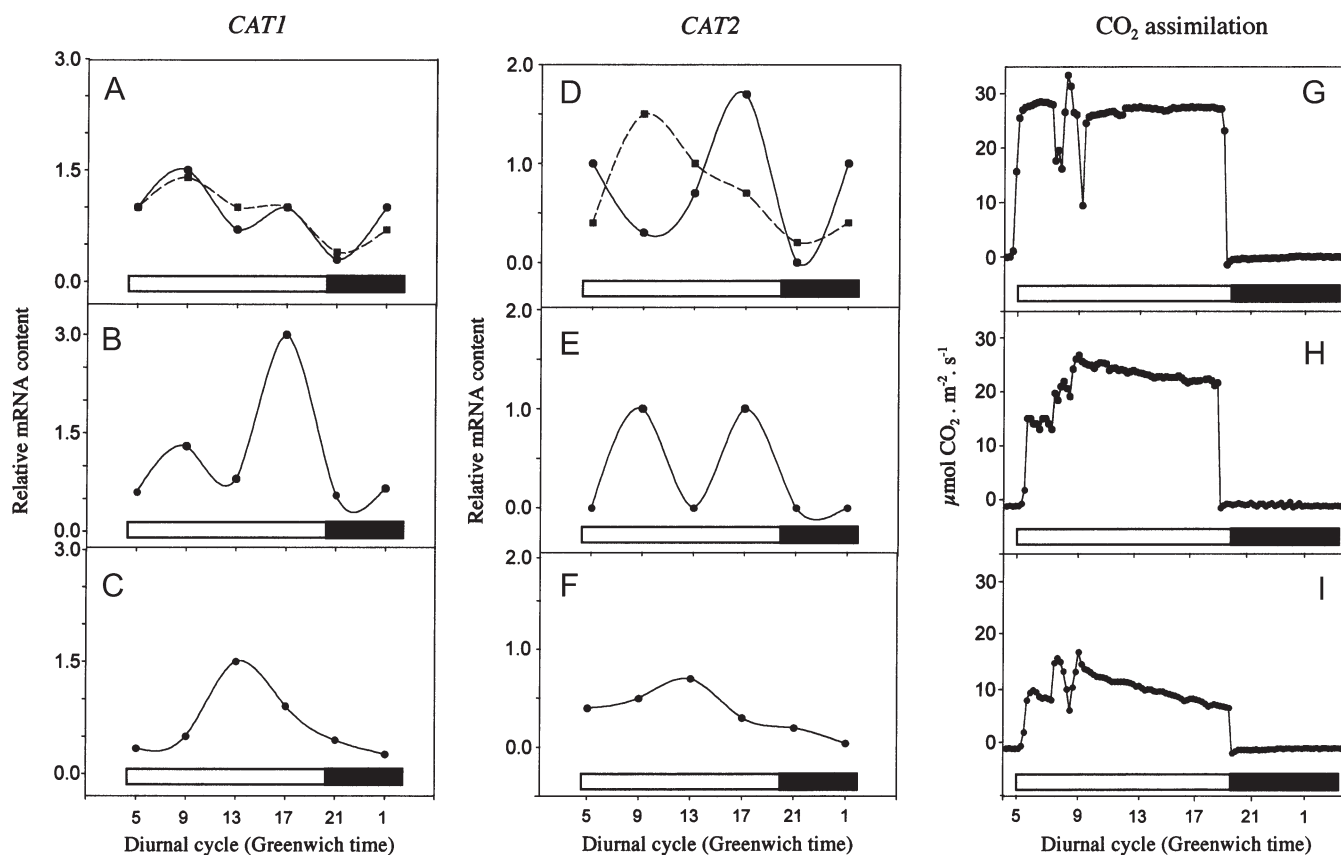 CAT1
CAT2
CO₂ assimilation
A
3.0
1.5
0.0
B
3.0
1.5
0.0
C
3.0
1.5
0.0
Relative mRNA content
5 9 13 17 21 1
Diurnal cycle (Greenwich time)
D
2.0
1.0
0.0
E
2.0
1.0
0.0
F
2.0
1.0
0.0
Relative mRNA content
5 9 13 17 21 1
Diurnal cycle (Greenwich time)
G
30
20
10
0
H
30
20
10
0
I
30
20
10
0
µmol CO₂ . m⁻² . s⁻¹
5 9 13 17 21 1
Diurnal cycle (Greenwich time)